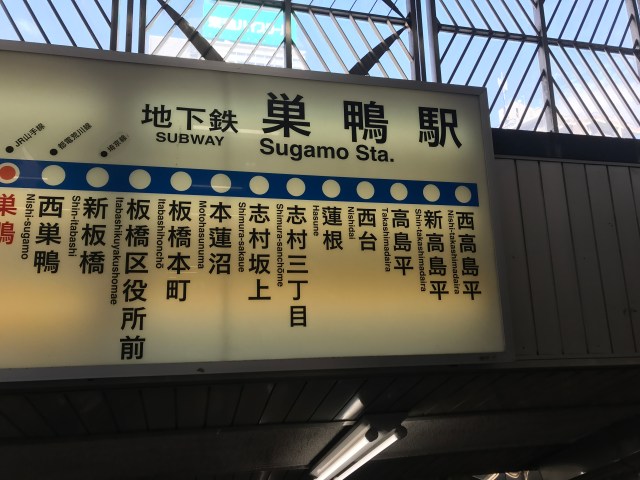 地下鉄 巣鴨駅
SUBWAY Sugamo Sta.
JR山手線
都電荒川線
埼京線
巣鴨
西巣鴨
Nishi-sugamo
新板橋
Shin-itabashi
板橋区役所前
Itabashikuyakushomae
板橋本町
Itabashihonchō
本蓮沼
Motohasunuma
志村坂上
Shimura-sakaue
志村三丁目
Shimura-sanchōme
蓮根
Hasune
西台
Nishidai
高島平
Takashimadaira
新高島平
Shin-takashimadaira
西高島平
Nishi-takashimadaira